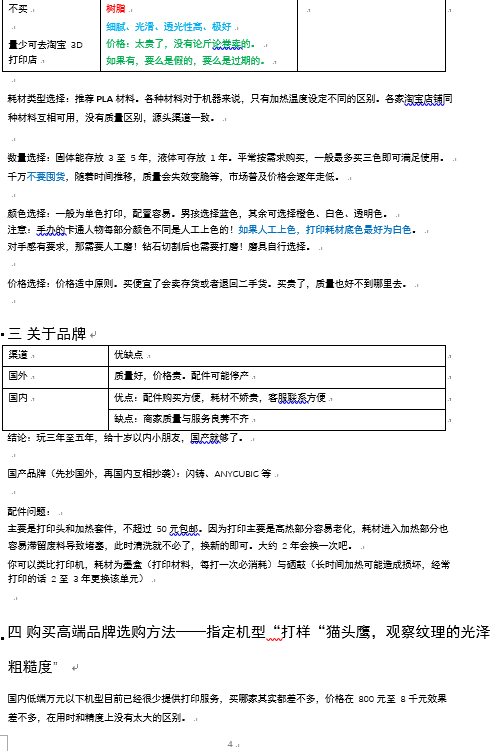 不买
树脂
细腻、光滑、透光性高、极好
量少可去淘宝 3D
打印店
价格：太贵了，没有论斤论卷卖的。
如果有，要么是假的，要么是过期的。
耗材类型选择：推荐 PLA 材料。各种材料对于机器来说，只有加热温度设定不同的区别。各家淘宝店铺同
种材料互相可用，没有质量区别，源头渠道一致。
数量选择：固体能存放 3 至 5 年，液体可存放 1 年。平常按需求购买，一般最多买三色即可满足使用。
千万不要囤货，随着时间推移，质量会失效变脆等，市场普及价格会逐年走低。
颜色选择：一般为单色打印，配置容易。男孩选择蓝色，其余可选择橙色、白色、透明色。
注意：手办的卡通人物每部分颜色不同是人工上色的！如果人工上色，打印耗材底色最好为白色。
对手感有要求，那需要人工磨！钻石切割后也需要打磨！磨具自行选择。
价格选择：价格适中原则。买便宜了会卖存货或者退回二手货。买贵了，质量也好不到哪里去。
三 关于品牌
渠道
优缺点
国外
质量好，价格贵。配件可能停产
国内
优点：配件购买方便，耗材不娇贵，客服联系方便
缺点：商家质量与服务良莠不齐
结论：玩三年至五年，给十岁以内小朋友，国产就够了。
国产品牌（先抄国外，再国内互相抄袭）：闪铸、ANYCUBIC 等
配件问题：
主要是打印头和加热套件，不超过 50 元包邮。因为打印主要是高热部分容易老化，耗材进入加热部分也
容易滞留废料导致堵塞，此时清洗就不必了，换新的即可。大约 2 年会换一次吧。
你可以类比打印机，耗材为墨盒（打印材料，每打一次必消耗）与硒鼓（长时间加热可能造成损坏，经常
打印的话 2 至 3 年更换该单元）
四 购买高端品牌选购方法——指定机型“打样“猫头鹰，观察纹理的光泽
粗糙度”
国内低端万元以下机型目前已经很少提供打印服务，买哪家其实都差不多，价格在 800 元至 8 千元效果
差不多，在用时和精度上没有太大的区别。
4